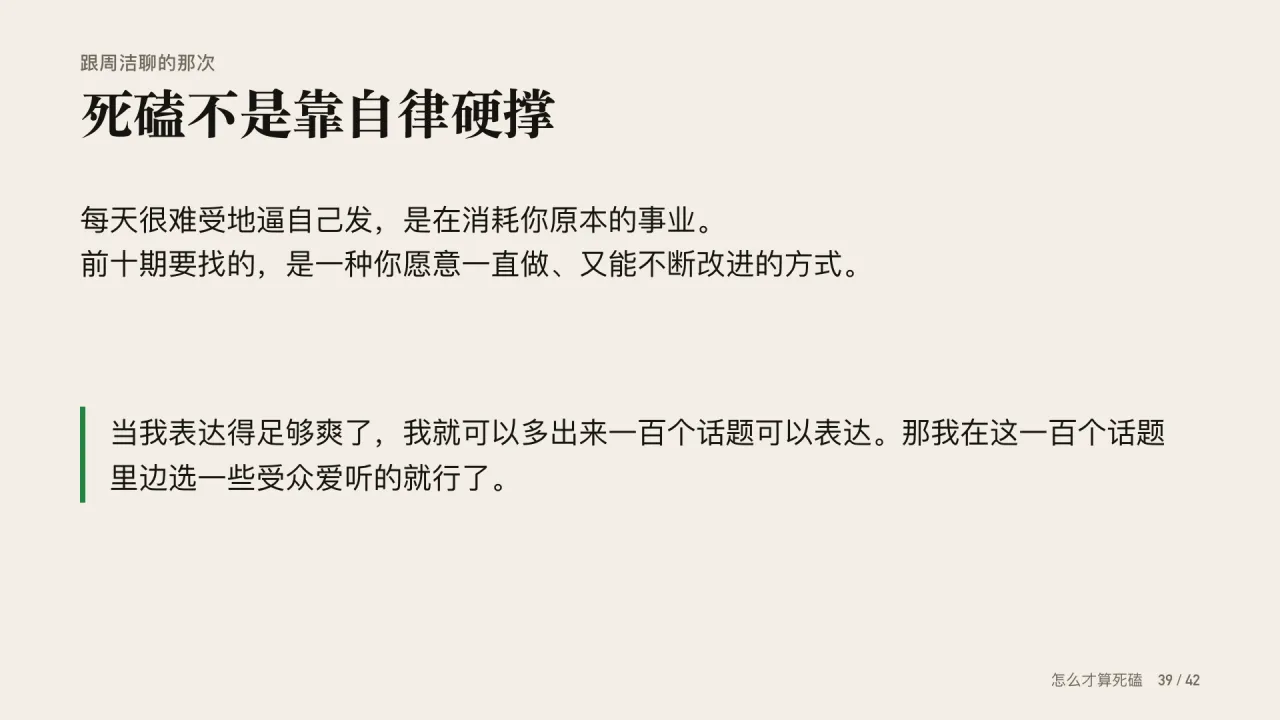 跟周洁聊的那次
死磕不是靠自律硬撑
每天很难受地逼自己发，是在消耗你原本的事业。
前十期要找的，是一种你愿意一直做、又能不断改进的方式。
当我表达得足够爽了，我就可以多出来一百个话题可以表达。那我在这一百个话题
里边选一些受众爱听的就行了。
怎么才算死磕 39 / 42